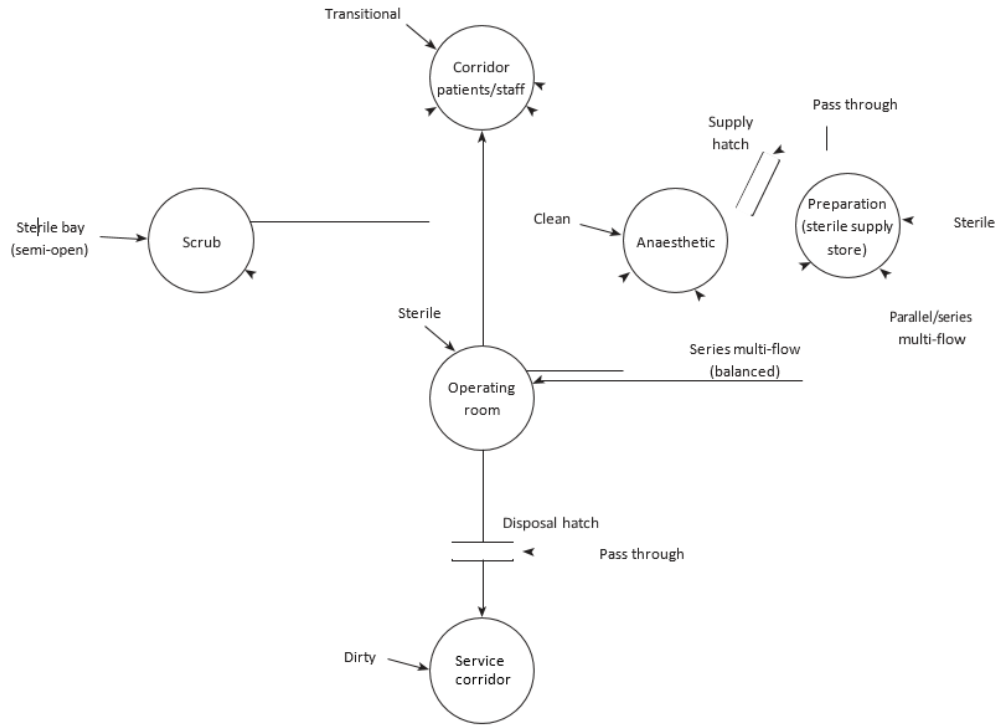 Transitional
Corridor
patients/staff
Pass through
Supply
hatch
Sterile bay
(semi-open)
Scrub
Clean
Anaesthetic
Preparation
(sterile supply
store)
Sterile
Sterile
Parallel/series
multi-flow
Series multi-flow
(balanced)
Operating
room
Disposal hatch
Pass through
Dirty
Service
corridor